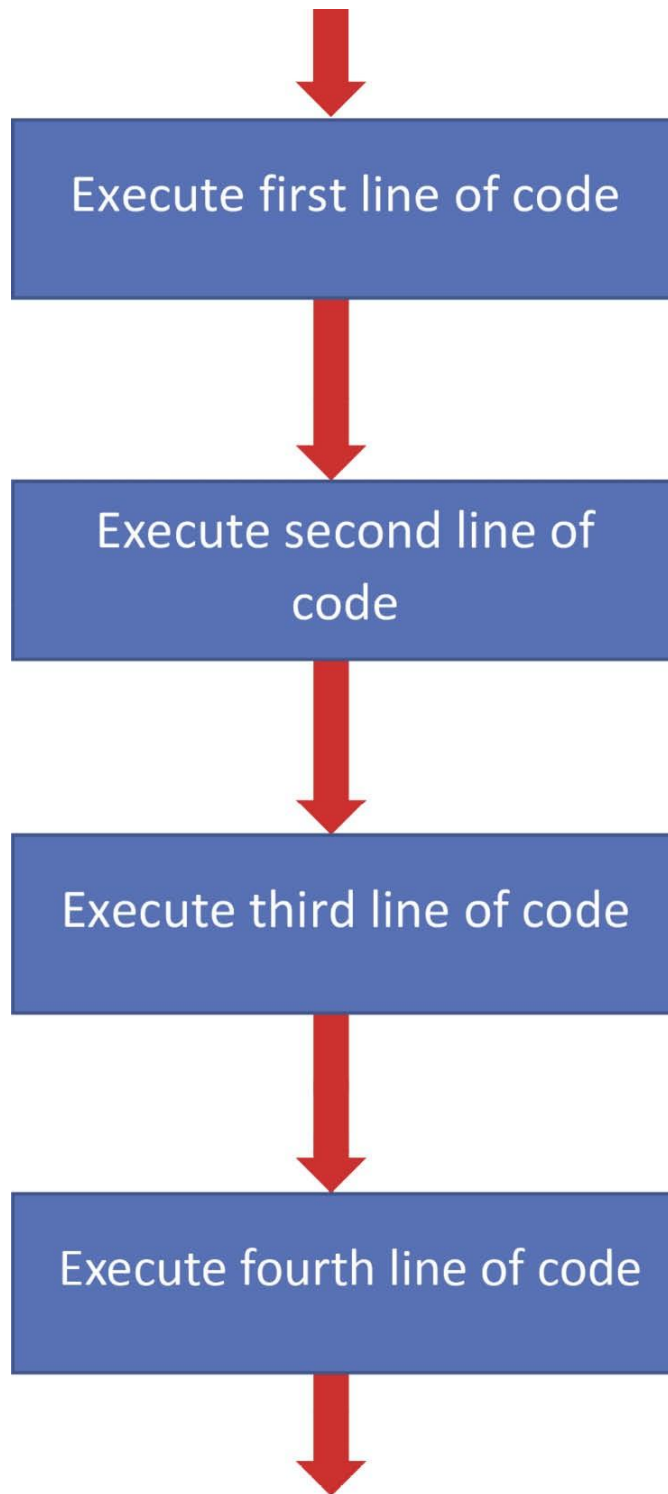 Execute first line of code
Execute second line of
code
Execute third line of code
Execute fourth line of code